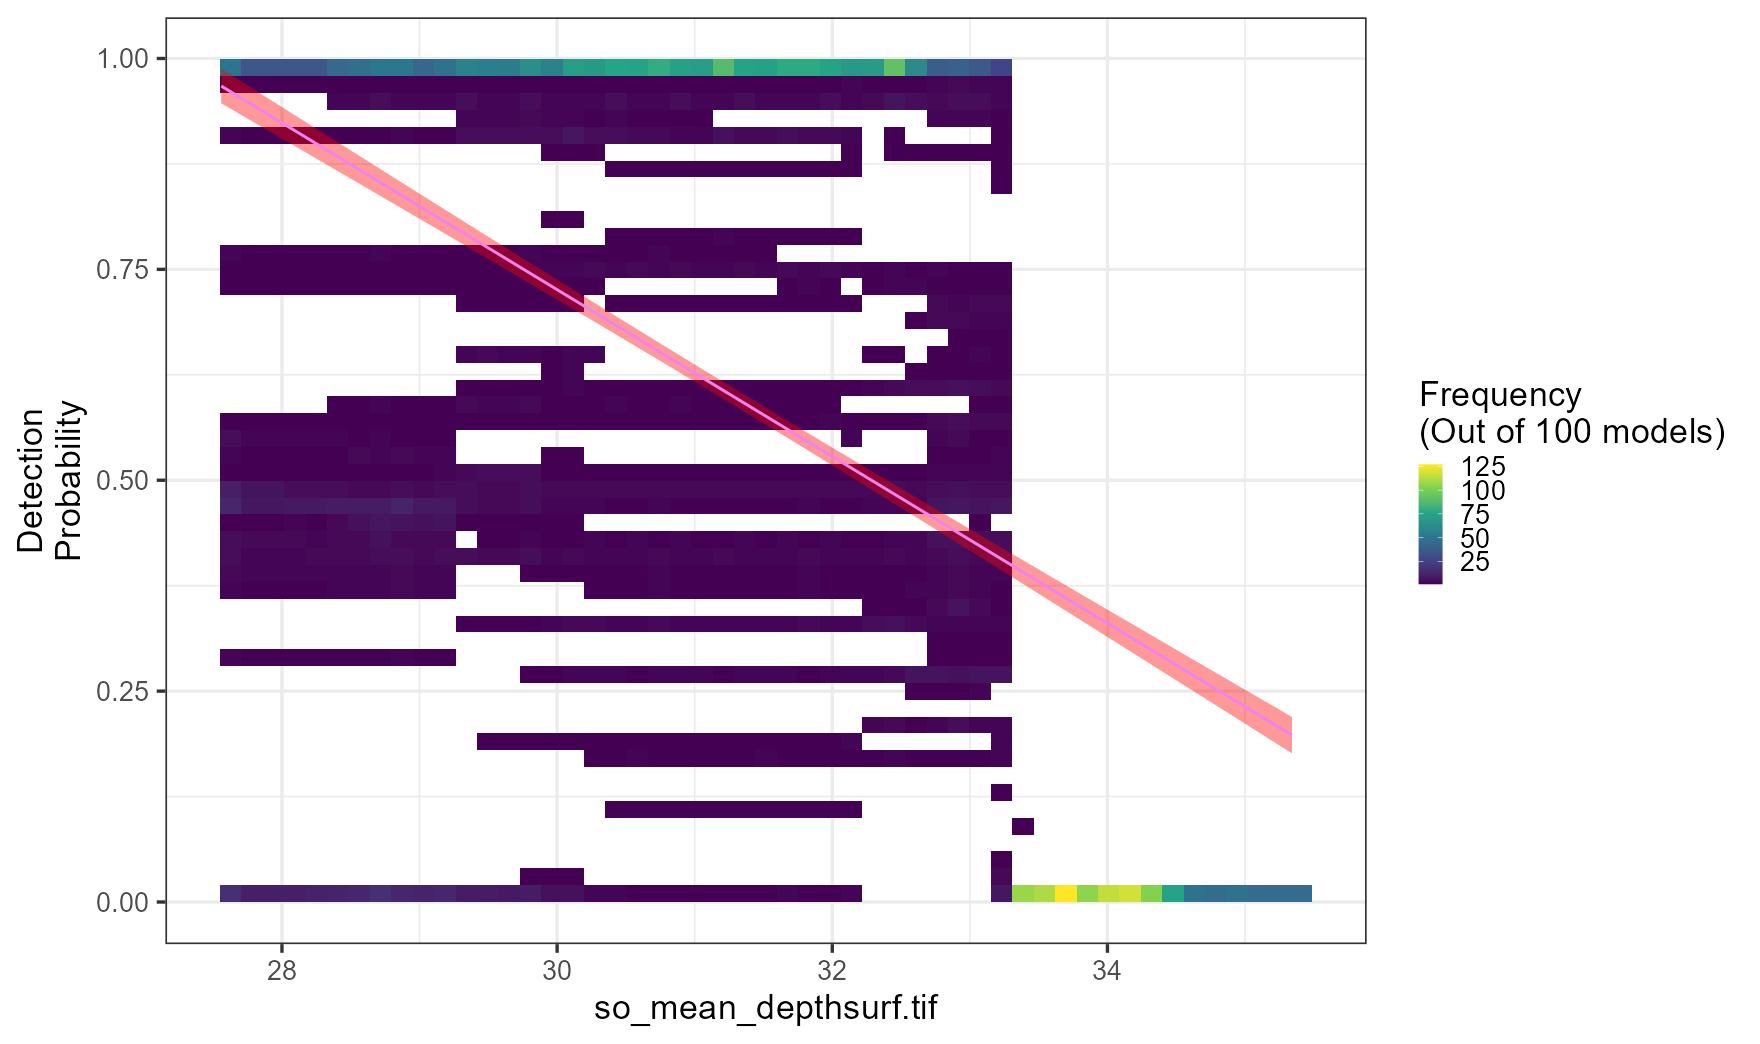 1.00
0.75
0.50
0.25
0.00
Detection
Probability
28
30
32
34
so_mean_depthsurf.tif
Frequency
(Out of 100 models)
125
100
75
50
25